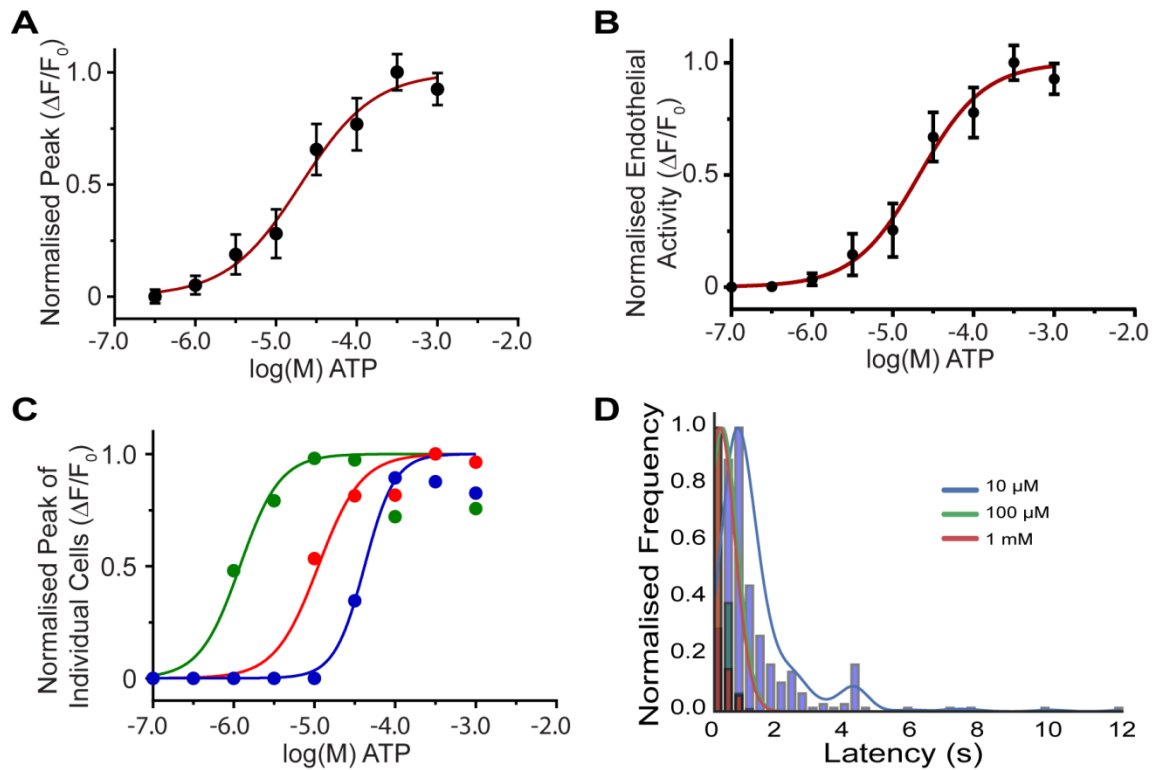 A
Normalised Peak (ΔF/F₀)
1.0
0.5
0
-7.0 -6.0 -5.0 -4.0 -3.0 -2.0
log(M) ATP
B
Normalised Endothelial
Activity (ΔF/F₀)
1.0
0.5
0
-7.0 -6.0 -5.0 -4.0 -3.0 -2.0
log(M) ATP
C
Normalised Peak of
Individual Cells (ΔF/F₀)
1.0
0.5
0
-7.0 -6.0 -5.0 -4.0 -3.0 -2.0
log(M) ATP
D
Normalised Frequency
1.0
0.8
0.6
0.4
0.2
0.0
10 µM
100 µM
1 mM
0 2 4 6 8 10 12
Latency (s)